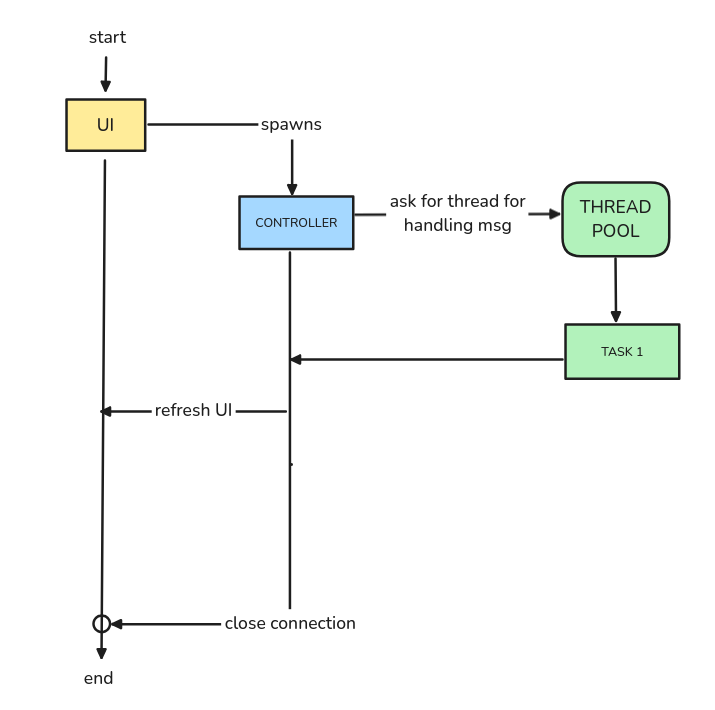 start
UI
spawns
CONTROLLER
ask for thread for
handling msg
THREAD
POOL
TASK 1
refresh UI
close connection
end